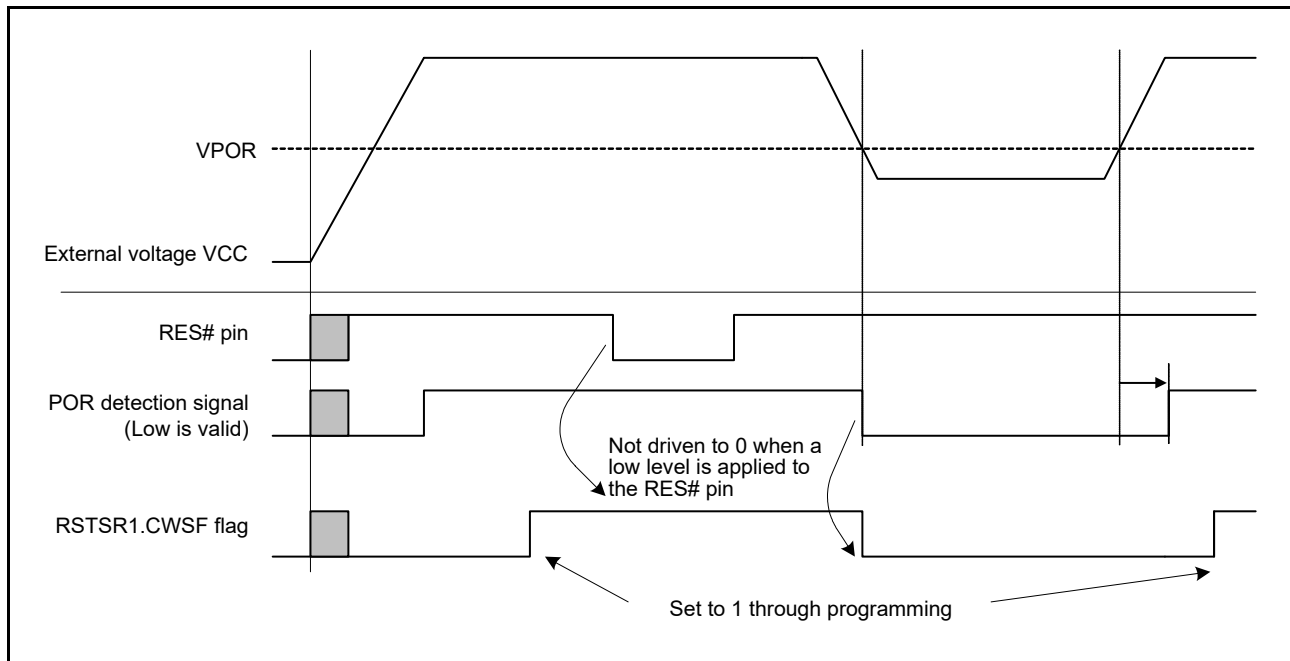 VPOR
External voltage VCC
RES# pin
POR detection signal
(Low is valid)
Not driven to 0 when a
low level is applied to
the RES# pin
RSTSR1.CWSF flag
Set to 1 through programming